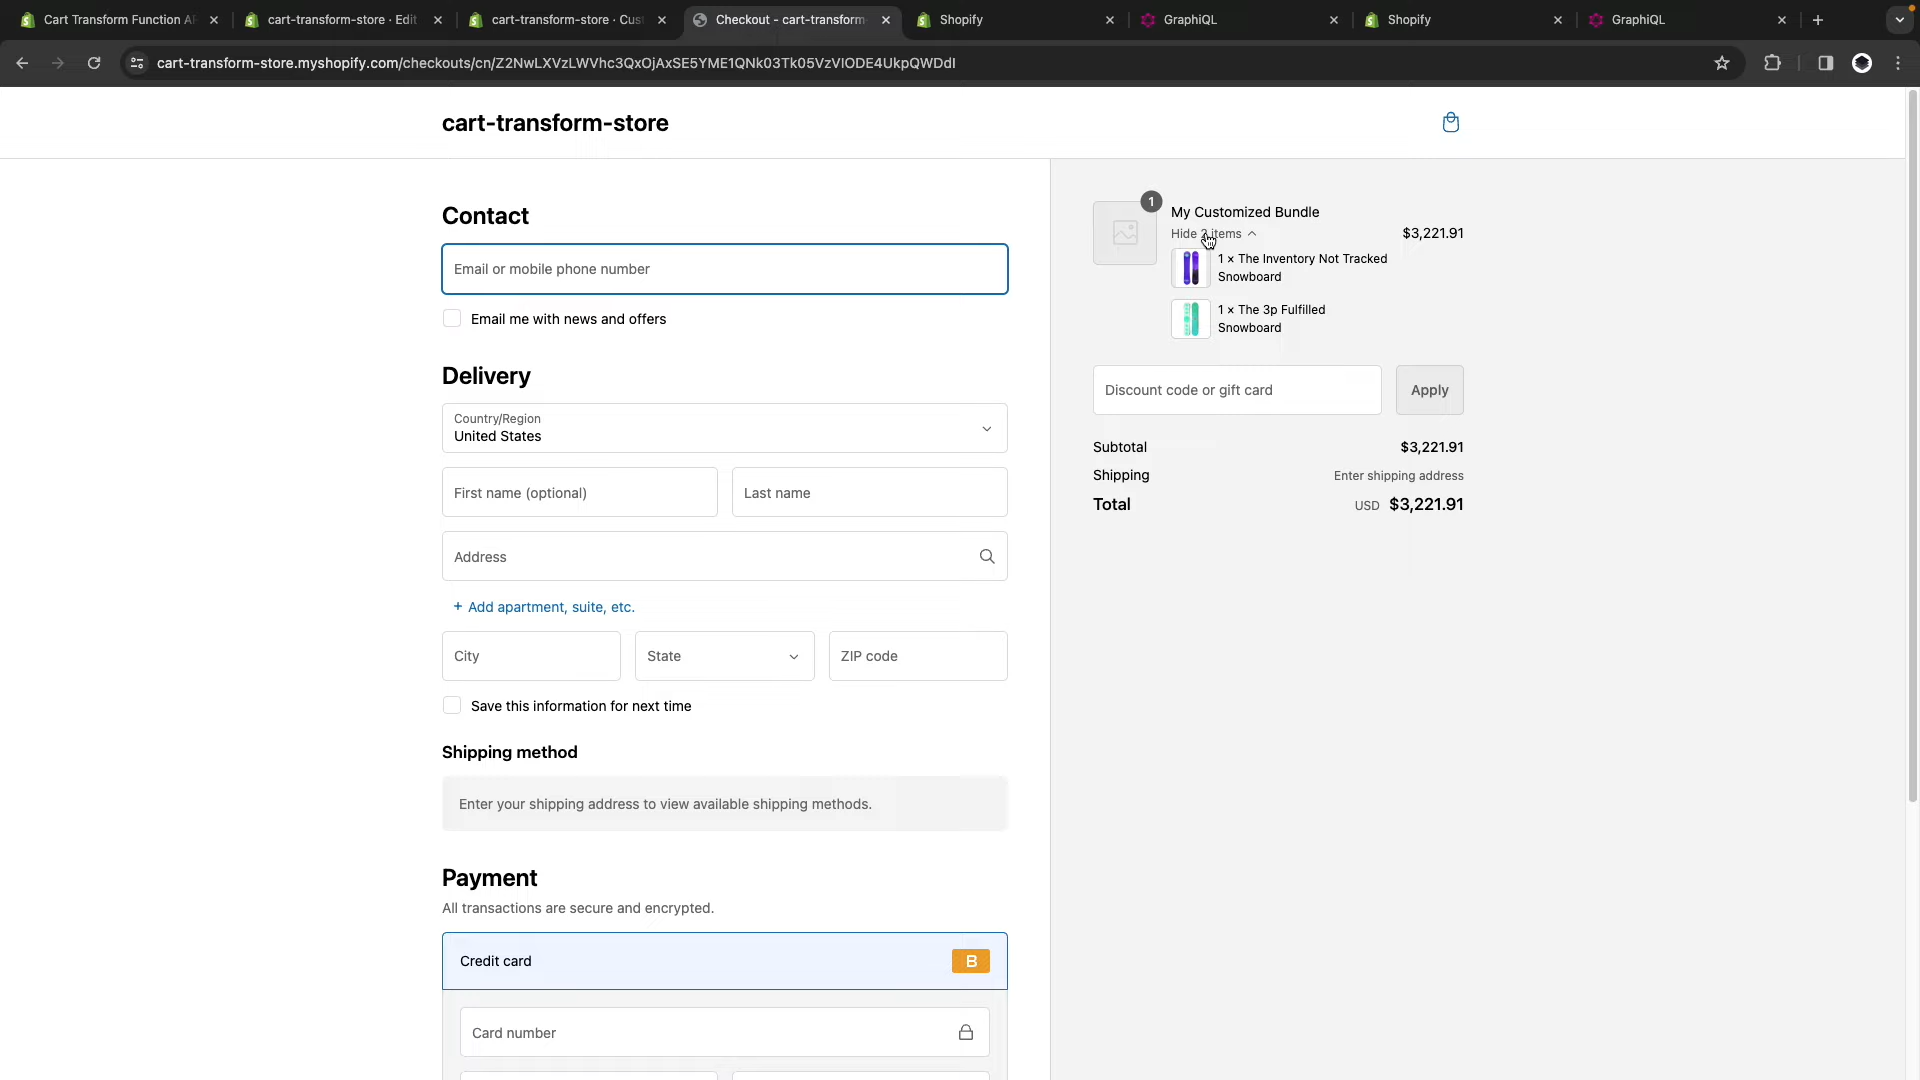 Cart Transform Function AP
cart-transform-store · Edit
cart-transform-store · Cus
Checkout - cart-transform-
Shopify
GraphiQL
Shopify
GraphiQL
cart-transform-store.myshopify.com/checkouts/cn/Z2NwLXVzLWVhc3QxOjAxSE5YME1QNk03Tk05VzVIODE4UkpQWDdI
cart-transform-store
Contact
Email or mobile phone number
Email me with news and offers
Delivery
Country/Region
United States
First name (optional)
Last name
Address
+ Add apartment, suite, etc.
City
State
ZIP code
Save this information for next time
Shipping method
Enter your shipping address to view available shipping methods.
Payment
All transactions are secure and encrypted.
Credit card
B
Card number
1
My Customized Bundle
Hide 2 items
$3,221.91
1 × The Inventory Not Tracked
Snowboard
1 × The 3p Fulfilled
Snowboard
Discount code or gift card
Apply
Subtotal
$3,221.91
Shipping
Enter shipping address
Total
USD $3,221.91